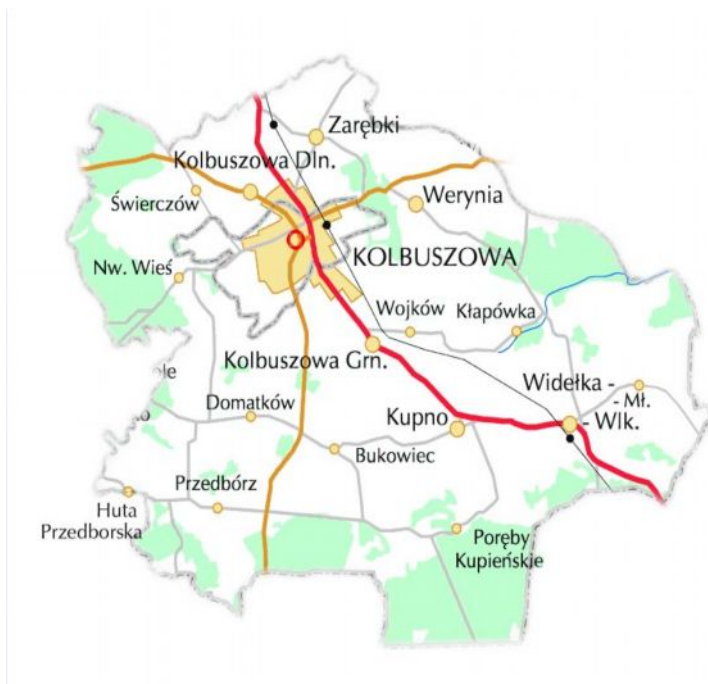 Zarębki
Kolbuszowa Dln.
Świerczów
Werynia
KOLBUSZOWA
Nw. Wieś
Wojków
Kłapówka
Kolbuszowa Grn.
ole
Widełka -
- Mł.
Domatków
Kupno
- Wlk.
Bukowiec
Przedbórz
Huta
Przedborska
Poręby
Kupieńskie